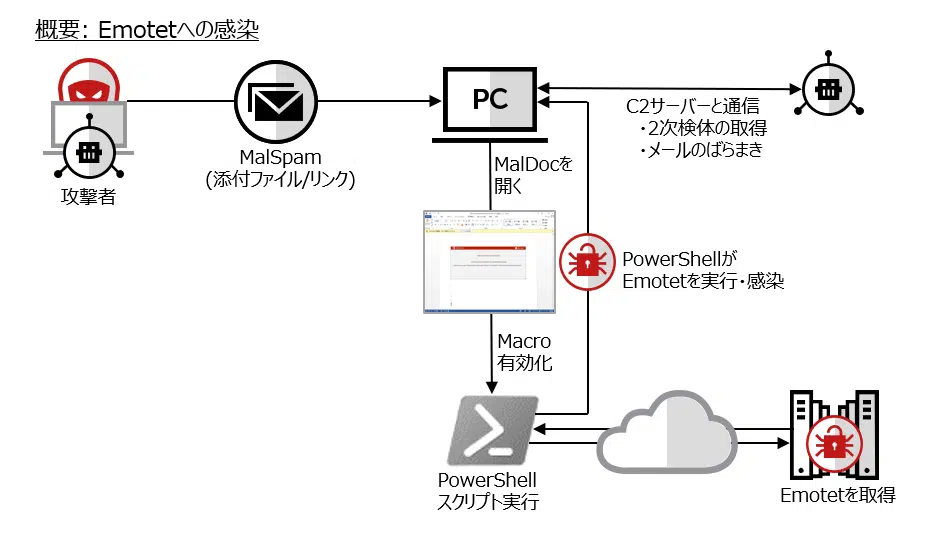 概要: Emotetへの感染
PC
C2サーバーと通信
・2次検体の取得
・メールのばらまき
MalSpam
(添付ファイル/リンク)
攻撃者
MalDocを
開く
PowerShellが
Emotetを実行・感染
Macro
有効化
PowerShell
スクリプト実行
Emotetを取得